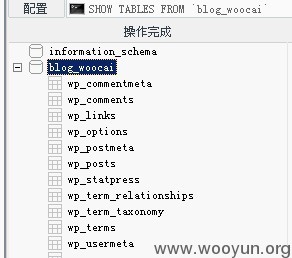 配置
SHOW TABLES FROM `blog_woocai`
操作完成
information_schema
blog_woocai
wp_commentmeta
wp_comments
wp_links
wp_options
wp_postmeta
wp_posts
wp_statpress
wp_term_relationships
wp_term_taxonomy
wp_terms
wp_usermeta
www.wooyun.org